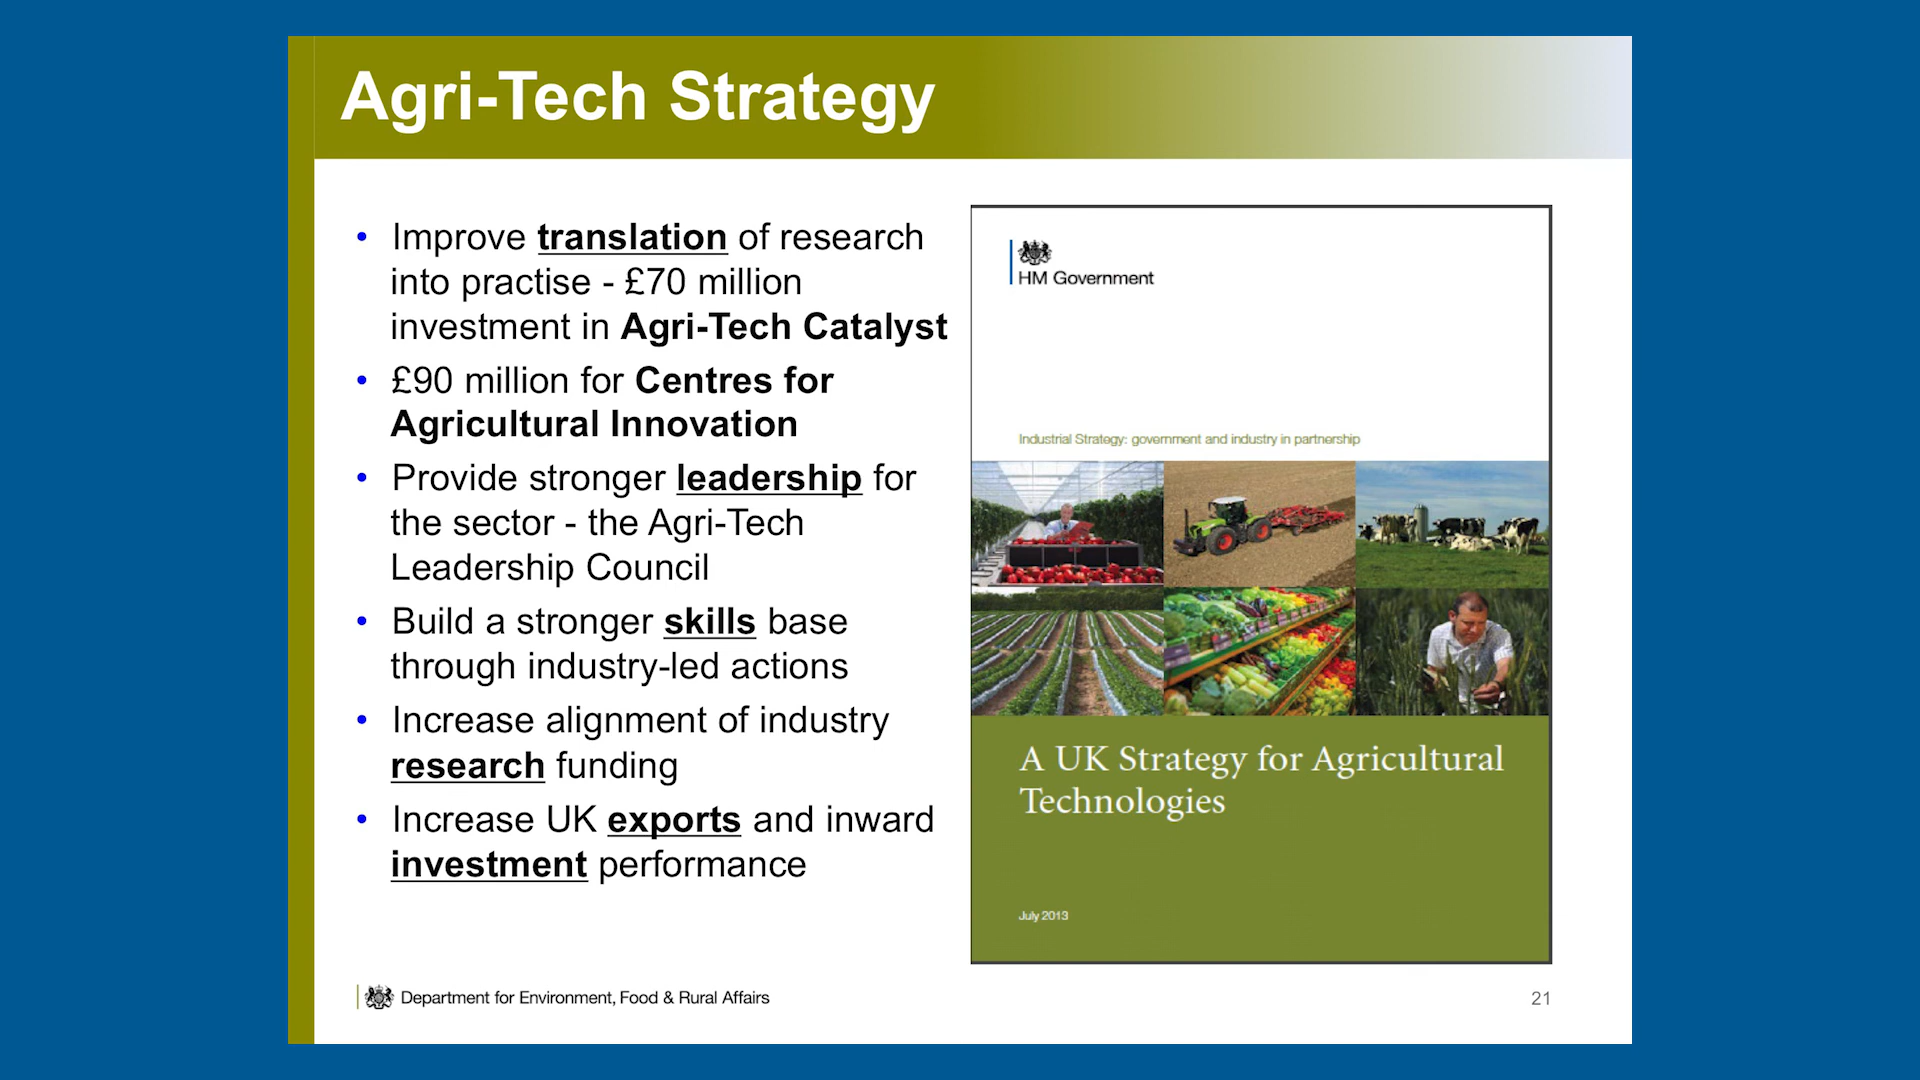 Agri-Tech Strategy
• Improve translation of research
into practise - £70 million
investment in Agri-Tech Catalyst
• £90 million for Centres for
Agricultural Innovation
• Provide stronger leadership for
the sector - the Agri-Tech
Leadership Council
• Build a stronger skills base
through industry-led actions
• Increase alignment of industry
research funding
• Increase UK exports and inward
investment performance
HM Government
Industrial Strategy: government and industry in partnership
A UK Strategy for Agricultural
Technologies
July 2013
Department for Environment, Food & Rural Affairs
21